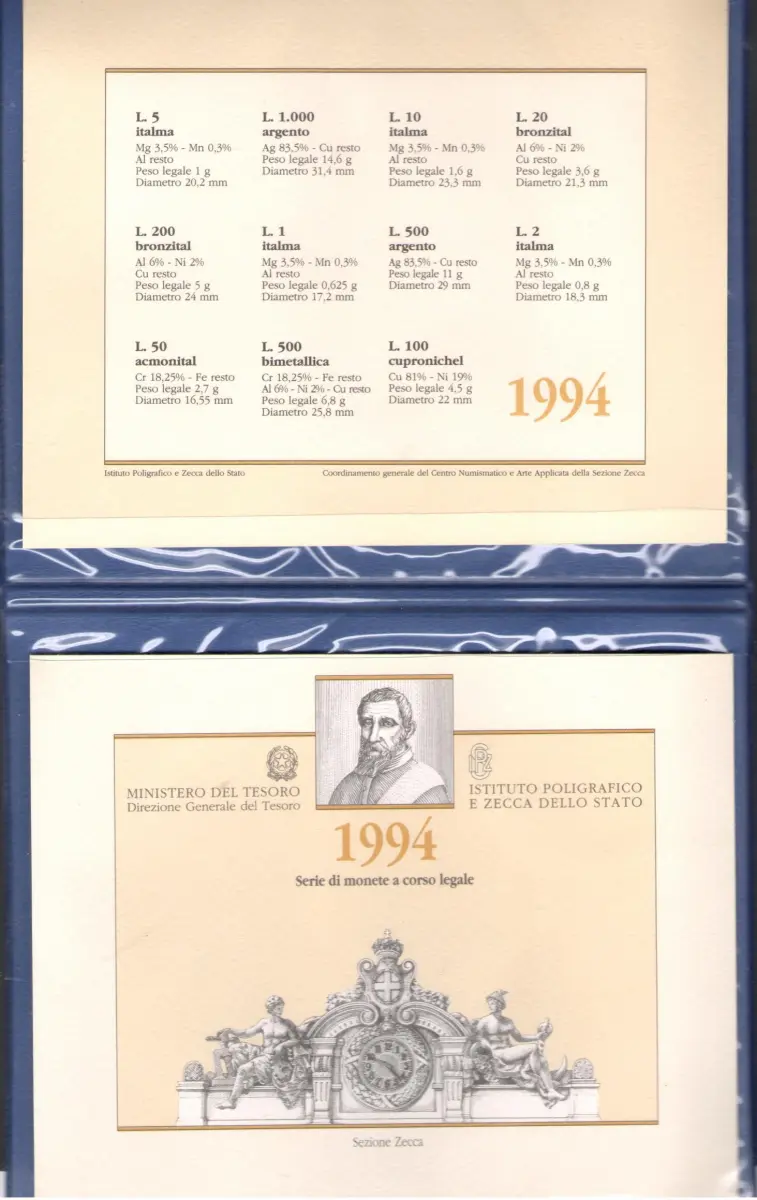 L. 5
italma
Mg 3,5% - Mn 0,3%
Al resto
Peso legale 1 g
Diametro 20,2 mm
L. 1.000
argento
Ag 83,5% - Cu resto
Peso legale 14,6 g
Diametro 31,4 mm
L. 10
italma
Mg 3,5% - Mn 0,3%
Al resto
Peso legale 1,6 g
Diametro 23,3 mm
L. 20
bronzital
Al 6% - Ni 2%
Cu resto
Peso legale 3,6 g
Diametro 21,3 mm
L. 200
bronzital
Al 6% - Ni 2%
Cu resto
Peso legale 5 g
Diametro 24 mm
L. 1
italma
Mg 3,5% - Mn 0,3%
Al resto
Peso legale 0,625 g
Diametro 17,2 mm
L. 500
argento
Ag 83,5% - Cu resto
Peso legale 11 g
Diametro 29 mm
L. 2
italma
Mg 3,5% - Mn 0,3%
Al resto
Peso legale 0,8 g
Diametro 18,3 mm
L. 50
acmonital
Cr 18,25% - Fe resto
Peso legale 2,7 g
Diametro 16,55 mm
L. 500
bimetallica
Cr 18,25% - Fe resto
Al 6% - Ni 2% - Cu resto
Peso legale 6,8 g
Diametro 25,8 mm
L. 100
cupronichel
Cu 81% - Ni 19%
Peso legale 4,5 g
Diametro 22 mm
1994
Istituto Poligrafico e Zecca dello Stato
Coordinamento generale del Centro Numismatico e Arte Applicata della Sezione Zecca
MINISTERO DEL TESORO
Direzione Generale del Tesoro
ISTITUTO POLIGRAFICO
E ZECCA DELLO STATO
1994
Serie di monete a corso legale
Sezione Zecca